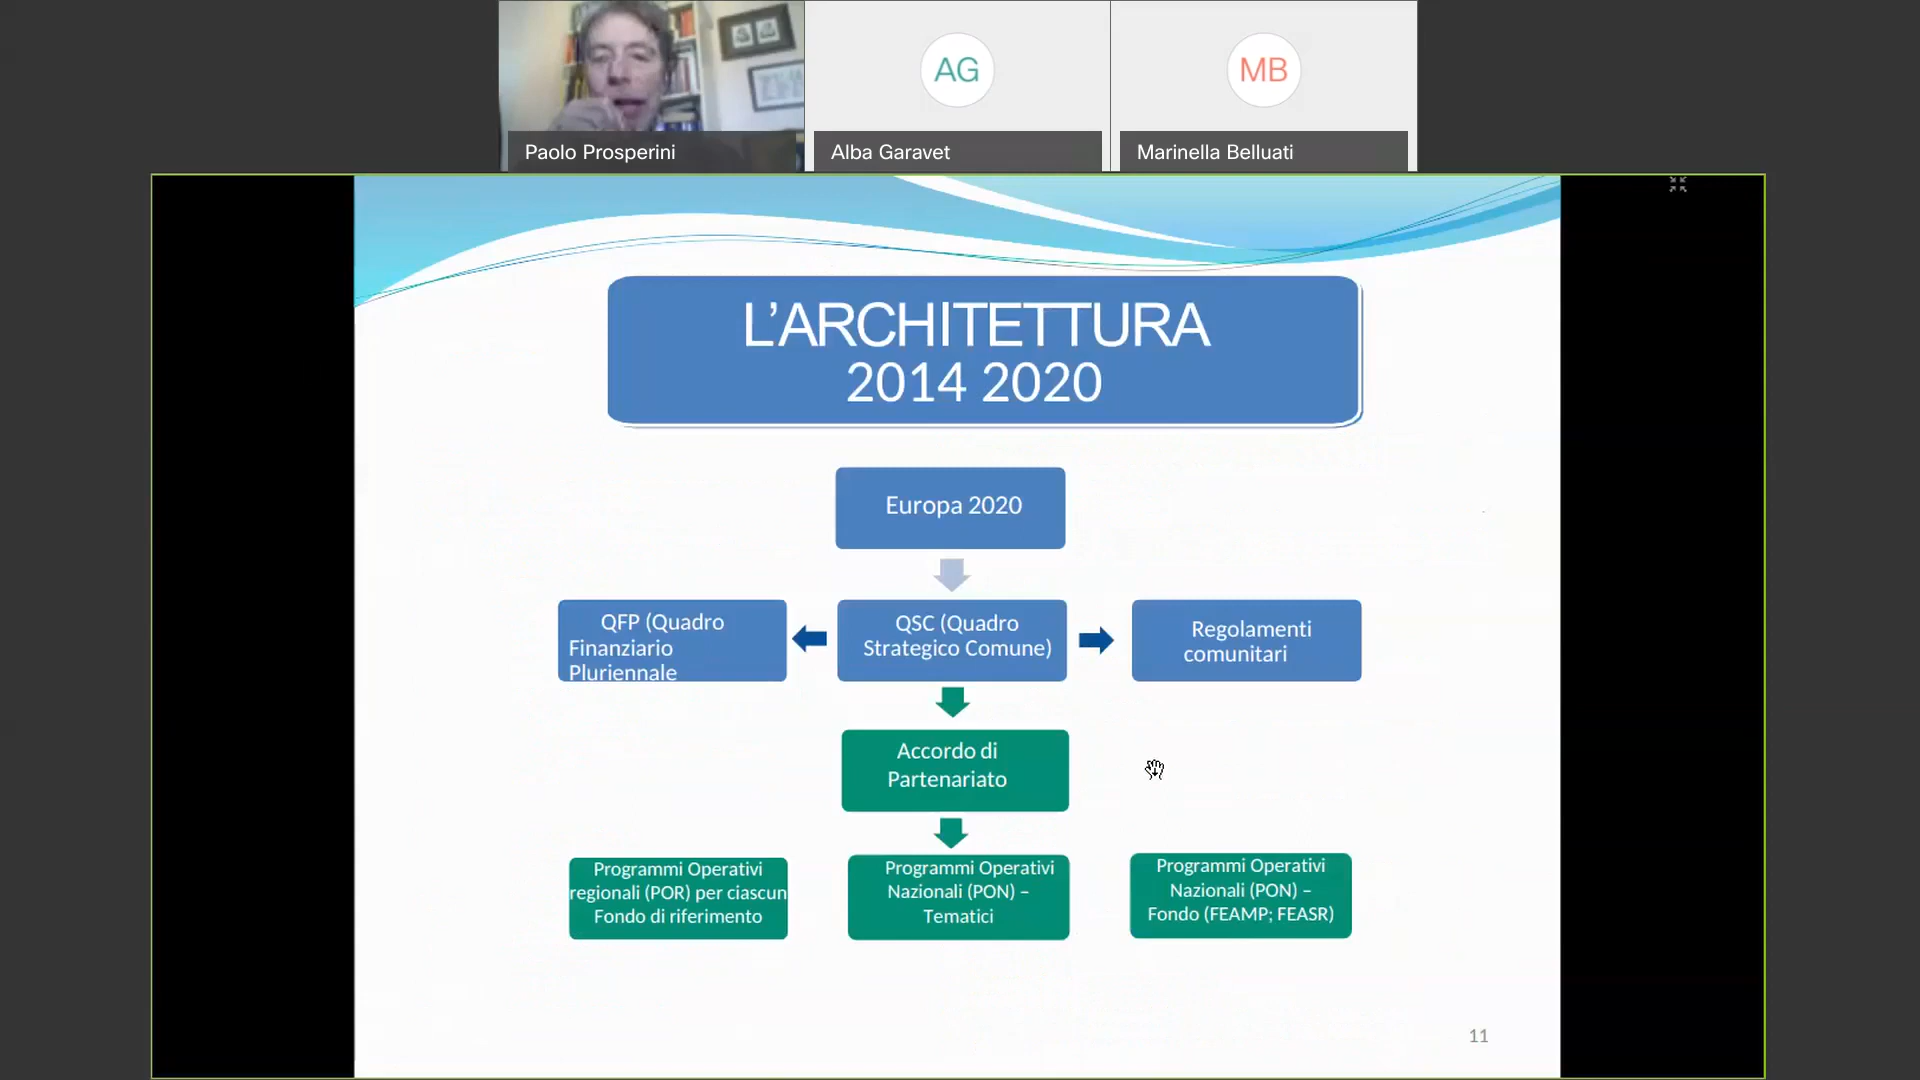 AG
MB
Paolo Prosperini
Alba Garavet
Marinella Belluati
L’ARCHITETTURA
2014 2020
Europa 2020
QFP (Quadro
Finanziario
Pluriennale
QSC (Quadro
Strategico Comune)
Regolamenti
comunitari
Accordo di
Partenariato
Programmi Operativi
regionali (POR) per ciascun
Fondo di riferimento
Programmi Operativi
Nazionali (PON) –
Tematici
Programmi Operativi
Nazionali (PON) –
Fondo (FEAMP; FEASR)
11